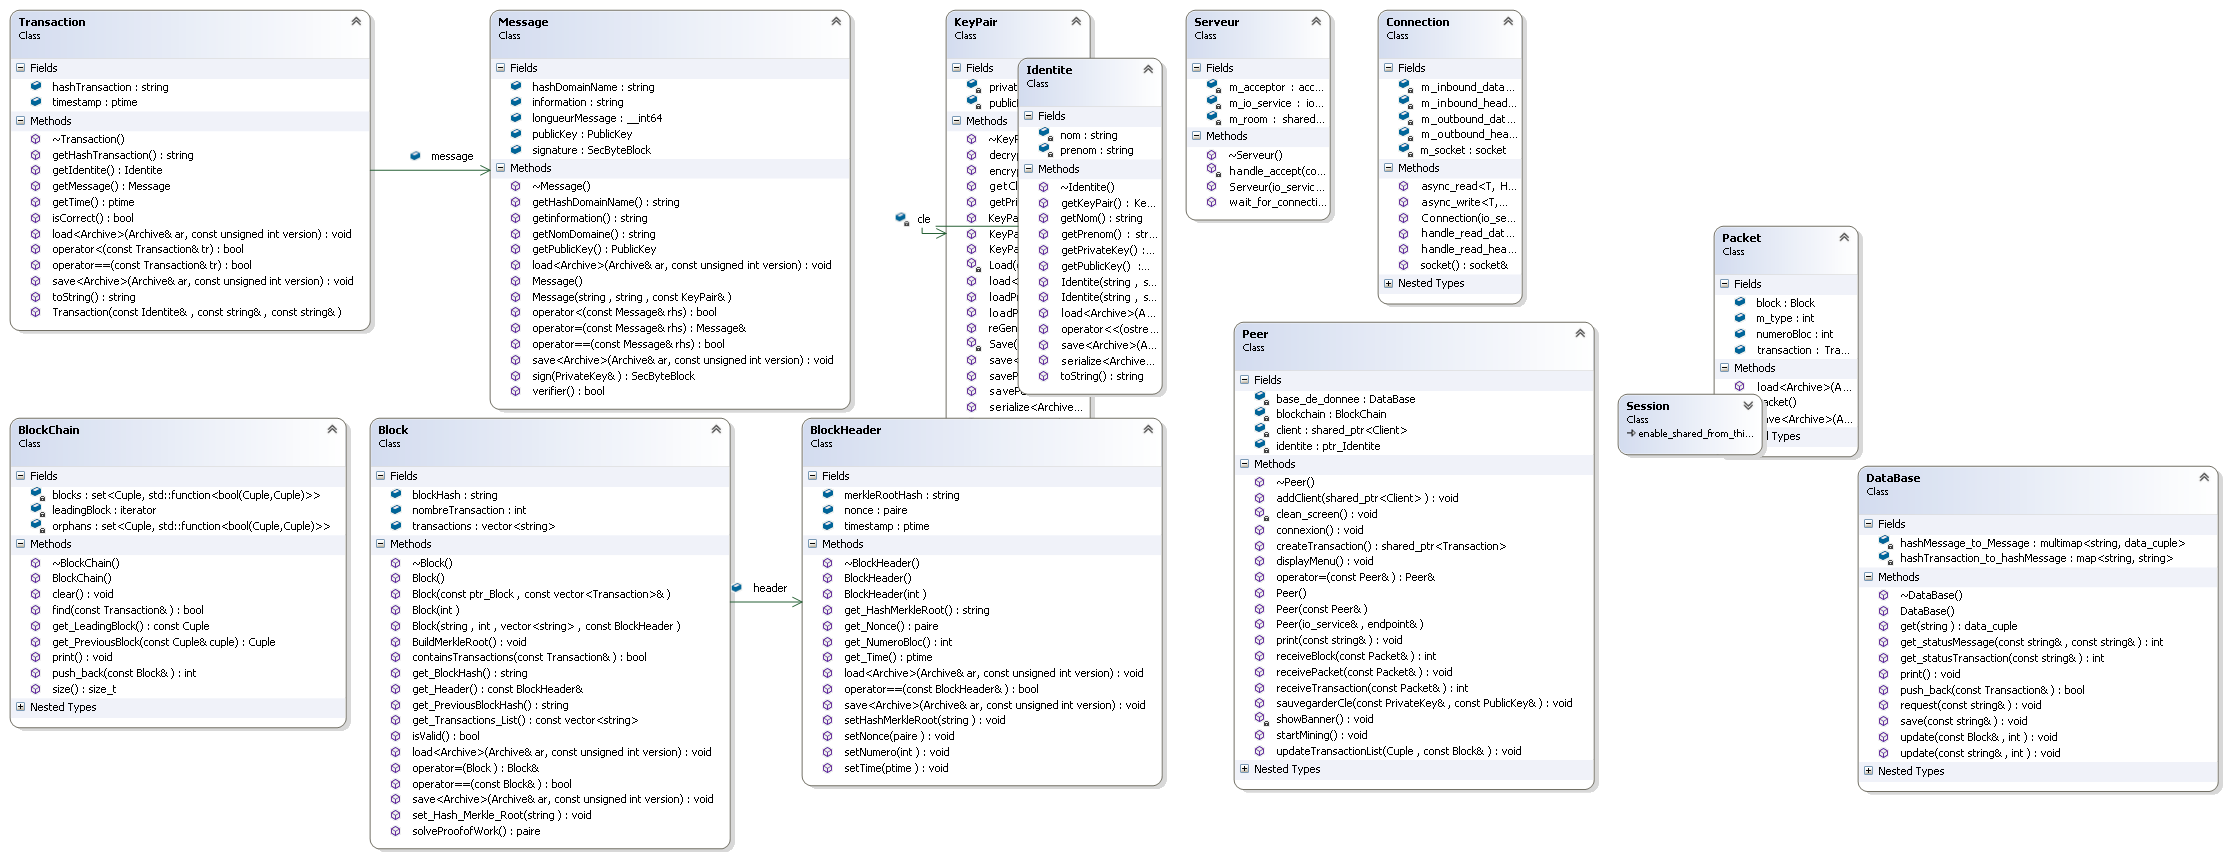 Transaction
Class
Fields
hashTransaction : string
timestamp : ptime
Methods
~Transaction()
getHashTransaction() : string
getIdentite() : Identite
getMessage() : Message
getTime() : ptime
isCorrect() : bool
load<Archive>(Archive& ar, const unsigned int version) : void
operator<(const Transaction& tr) : bool
operator==(const Transaction& tr) : bool
save<Archive>(Archive& ar, const unsigned int version) : void
toString() : string
Transaction(const Identite& , const string& , const string& )
message
Message
Class
Fields
hashDomainName : string
information : string
longueurMessage : __int64
publicKey : PublicKey
signature : SecByteBlock
Methods
~Message()
getHashDomainName() : string
getinformation() : string
getNomDomaine() : string
getPublicKey() : PublicKey
load<Archive>(Archive& ar, const unsigned int version) : void
Message()
Message(string , string , const KeyPair& )
operator<(const Message& rhs) : bool
operator=(const Message& rhs) : Message&
operator==(const Message& rhs) : bool
save<Archive>(Archive& ar, const unsigned int version) : void
sign(PrivateKey& ) : SecByteBlock
verifier() : bool
cle
KeyPair
Class
Fields
privat
publicl
Methods
~KeyP
decryp
encryp
getCl
getPri
KeyPa
KeyPa
KeyPa
Load(
load<
loadPr
loadP
reGen
Save(
save<
saveP
saveP
serialize<Archive...
Identite
Class
Fields
nom : string
prenom : string
Methods
~Identite()
getKeyPair() : Ke...
getNom() : string
getPrenom() : str...
getPrivateKey() :...
getPublicKey() :...
Identite(string , s...
Identite(string , s...
load<Archive>(A...
operator<<(ostre...
save<Archive>(A...
serialize<Archive...
toString() : string
Serveur
Class
Fields
m_acceptor : acc...
m_io_service : io...
m_room : shared...
Methods
~Serveur()
handle_accept(co...
Serveur(io_servic...
wait_for_connecti...
Connection
Class
Fields
m_inbound_data...
m_inbound_head...
m_outbound_dat...
m_outbound_hea...
m_socket : socket
Methods
async_read<T, H...
async_write<T,...
Connection(io_se...
handle_read_dat...
handle_read_hea...
socket() : socket&
Nested Types
Packet
Class
Fields
block : Block
m_type : int
numeroBloc : int
transaction : Tra...
Methods
load<Archive>(A...
acket()
ave<Archive>(A...
l Types
Session
Class
enable_shared_from_thi...
BlockChain
Class
Fields
blocks : set<Cuple, std::function<bool(Cuple,Cuple)>>
leadingBlock : iterator
orphans : set<Cuple, std::function<bool(Cuple,Cuple)>>
Methods
~BlockChain()
BlockChain()
clear() : void
find(const Transaction& ) : bool
get_LeadingBlock() : const Cuple
get_PreviousBlock(const Cuple& cuple) : Cuple
print() : void
push_back(const Block& ) : int
size() : size_t
Nested Types
Block
Class
Fields
blockHash : string
nombreTransaction : int
transactions : vector<string>
Methods
~Block()
Block()
Block(const ptr_Block , const vector<Transaction>& )
Block(int )
Block(string , int , vector<string> , const BlockHeader )
BuildMerkleRoot() : void
containsTransactions(const Transaction& ) : bool
get_BlockHash() : string
get_Header() : const BlockHeader&
get_PreviousBlockHash() : string
get_Transactions_List() : const vector<string>
isValid() : bool
load<Archive>(Archive& ar, const unsigned int version) : void
operator=(Block ) : Block&
operator==(const Block& ) : bool
save<Archive>(Archive& ar, const unsigned int version) : void
set_Hash_Merkle_Root(string ) : void
solveProofofWork() : paire
header
BlockHeader
Class
Fields
merkleRootHash : string
nonce : paire
timestamp : ptime
Methods
~BlockHeader()
BlockHeader()
BlockHeader(int )
get_HashMerkleRoot() : string
get_Nonce() : paire
get_NumeroBloc() : int
get_Time() : ptime
load<Archive>(Archive& ar, const unsigned int version) : void
operator==(const BlockHeader& ) : bool
save<Archive>(Archive& ar, const unsigned int version) : void
setHashMerkleRoot(string ) : void
setNonce(paire ) : void
setNumero(int ) : void
setTime(ptime ) : void
Peer
Class
Fields
base_de_donnee : DataBase
blockchain : BlockChain
client : shared_ptr<Client>
identite : ptr_Identite
Methods
~Peer()
addClient(shared_ptr<Client> ) : void
clean_screen() : void
connexion() : void
createTransaction() : shared_ptr<Transaction>
displayMenu() : void
operator=(const Peer& ) : Peer&
Peer()
Peer(const Peer& )
Peer(io_service& , endpoint& )
print(const string& ) : void
receiveBlock(const Packet& ) : int
receivePacket(const Packet& ) : void
receiveTransaction(const Packet& ) : int
sauvegarderCle(const PrivateKey& , const PublicKey& ) : void
showBanner() : void
startMining() : void
updateTransactionList(Cuple , const Block& ) : void
Nested Types
DataBase
Class
Fields
hashMessage_to_Message : multimap<string, data_cuple>
hashTransaction_to_hashMessage : map<string, string>
Methods
~DataBase()
DataBase()
get(string ) : data_cuple
get_statusMessage(const string& , const string& ) : int
get_statusTransaction(const string& ) : int
print() : void
push_back(const Transaction& ) : bool
request(const string& ) : void
save(const string& ) : void
update(const Block& , int ) : void
update(const string& , int ) : void
Nested Types